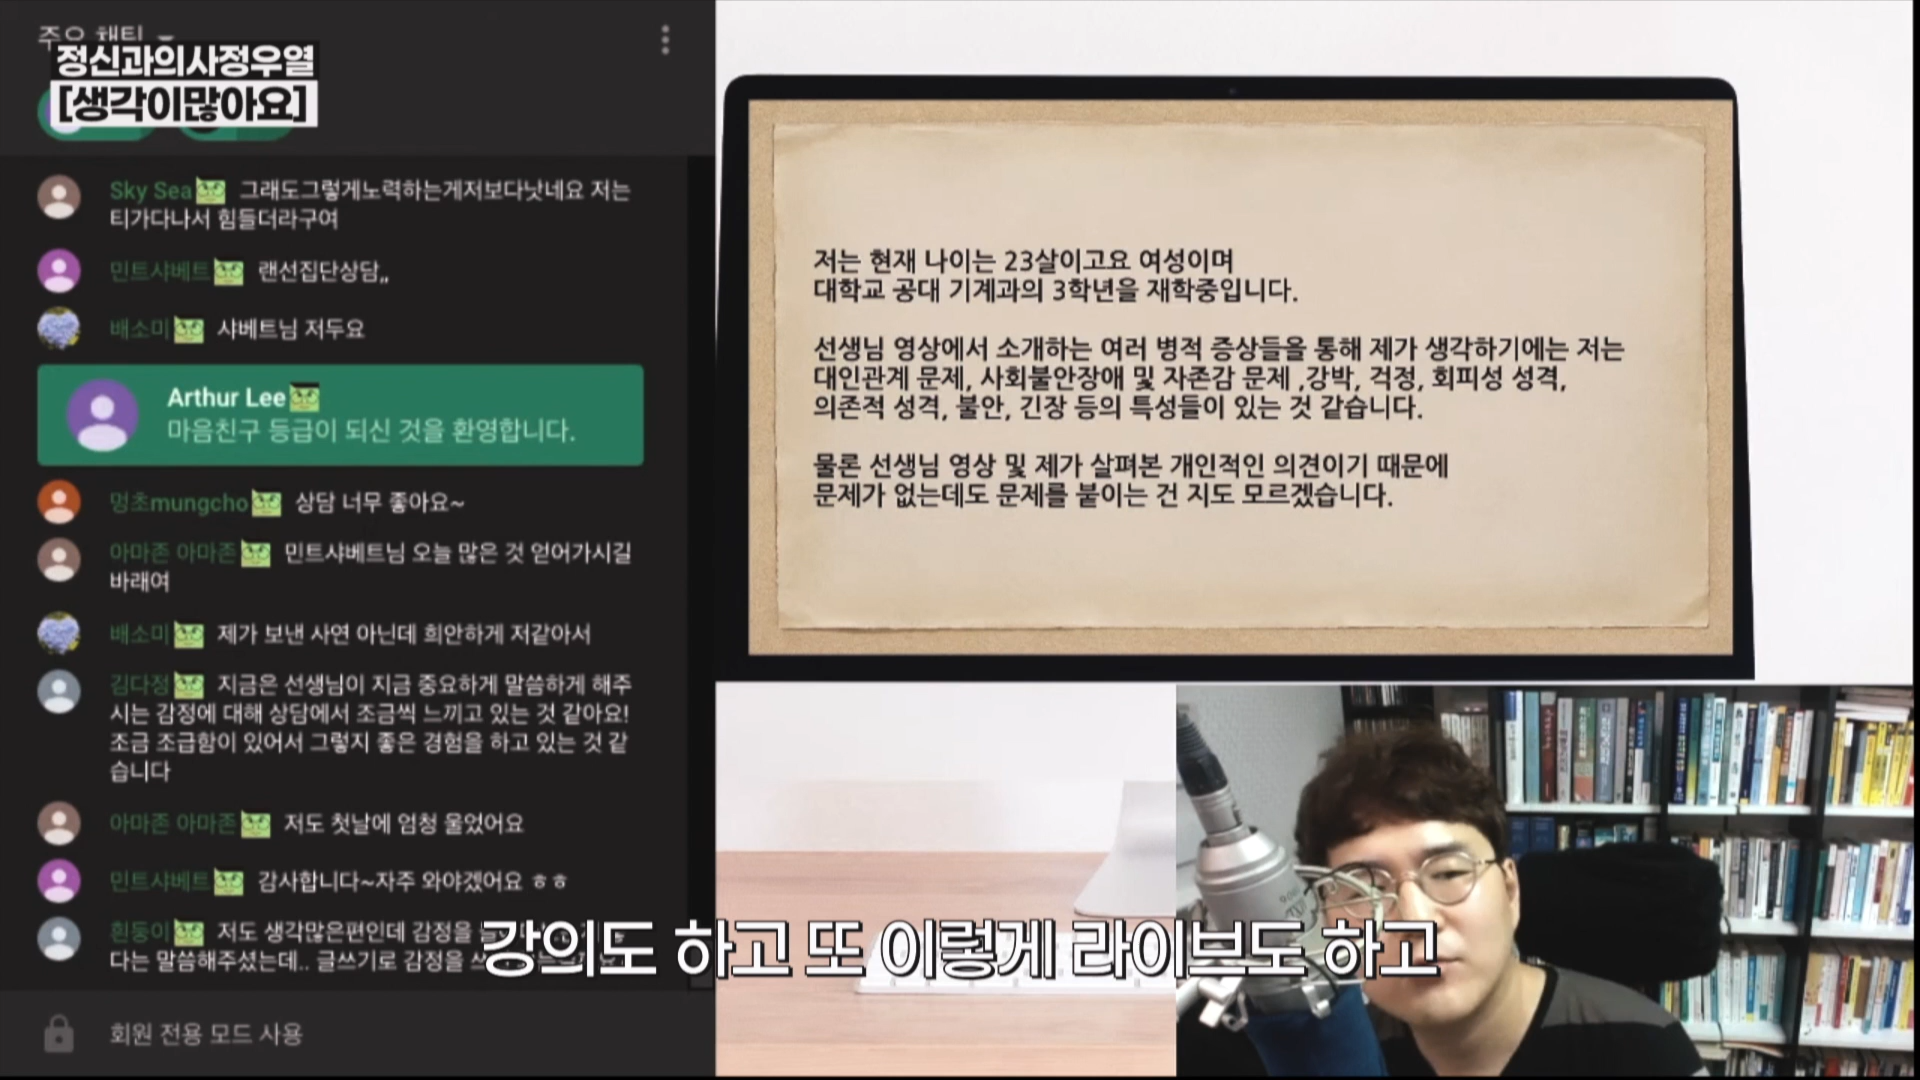 주요 채팅
정신과의사정우열
[생각이많아요]
Sky Sea 그래도그렇게노력하는게저보다낫네요 저는
티가다나서 힘들더라구여
민트샤베트 랜선집단상담,,
배소미 샤베트님 저두요
Arthur Lee
마음친구 등급이 되신 것을 환영합니다.
멍초mungcho 상담 너무 좋아요~
아마존 아마존 민트샤베트님 오늘 많은 것 얻어가시길
바래여
배소미 제가 보낸 사연 아닌데 희안하게 저같아서
김다정 지금은 선생님이 지금 중요하게 말씀하게 해주
시는 감정에 대해 상담에서 조금씩 느끼고 있는 것 같아요!
조금 조급함이 있어서 그렇지 좋은 경험을 하고 있는 것 같
습니다
아마존 아마존 저도 첫날에 엄청 울었어요
민트샤베트 감사합니다~자주 와야겠어요 ㅎㅎ
흰둥이 저도 생각많은편인데 감정을
다는 말씀해주셨는데.. 글쓰기로 감정을
회원 전용 모드 사용
저는 현재 나이는 23살이고요 여성이며
대학교 공대 기계과의 3학년을 재학중입니다.
선생님 영상에서 소개하는 여러 병적 증상들을 통해 제가 생각하기에는 저는
대인관계 문제, 사회불안장애 및 자존감 문제 ,강박, 걱정, 회피성 성격,
의존적 성격, 불안, 긴장 등의 특성들이 있는 것 같습니다.
물론 선생님 영상 및 제가 살펴본 개인적인 의견이기 때문에
문제가 없는데도 문제를 붙이는 건 지도 모르겠습니다.
강의도 하고 또 이렇게 라이브도 하고